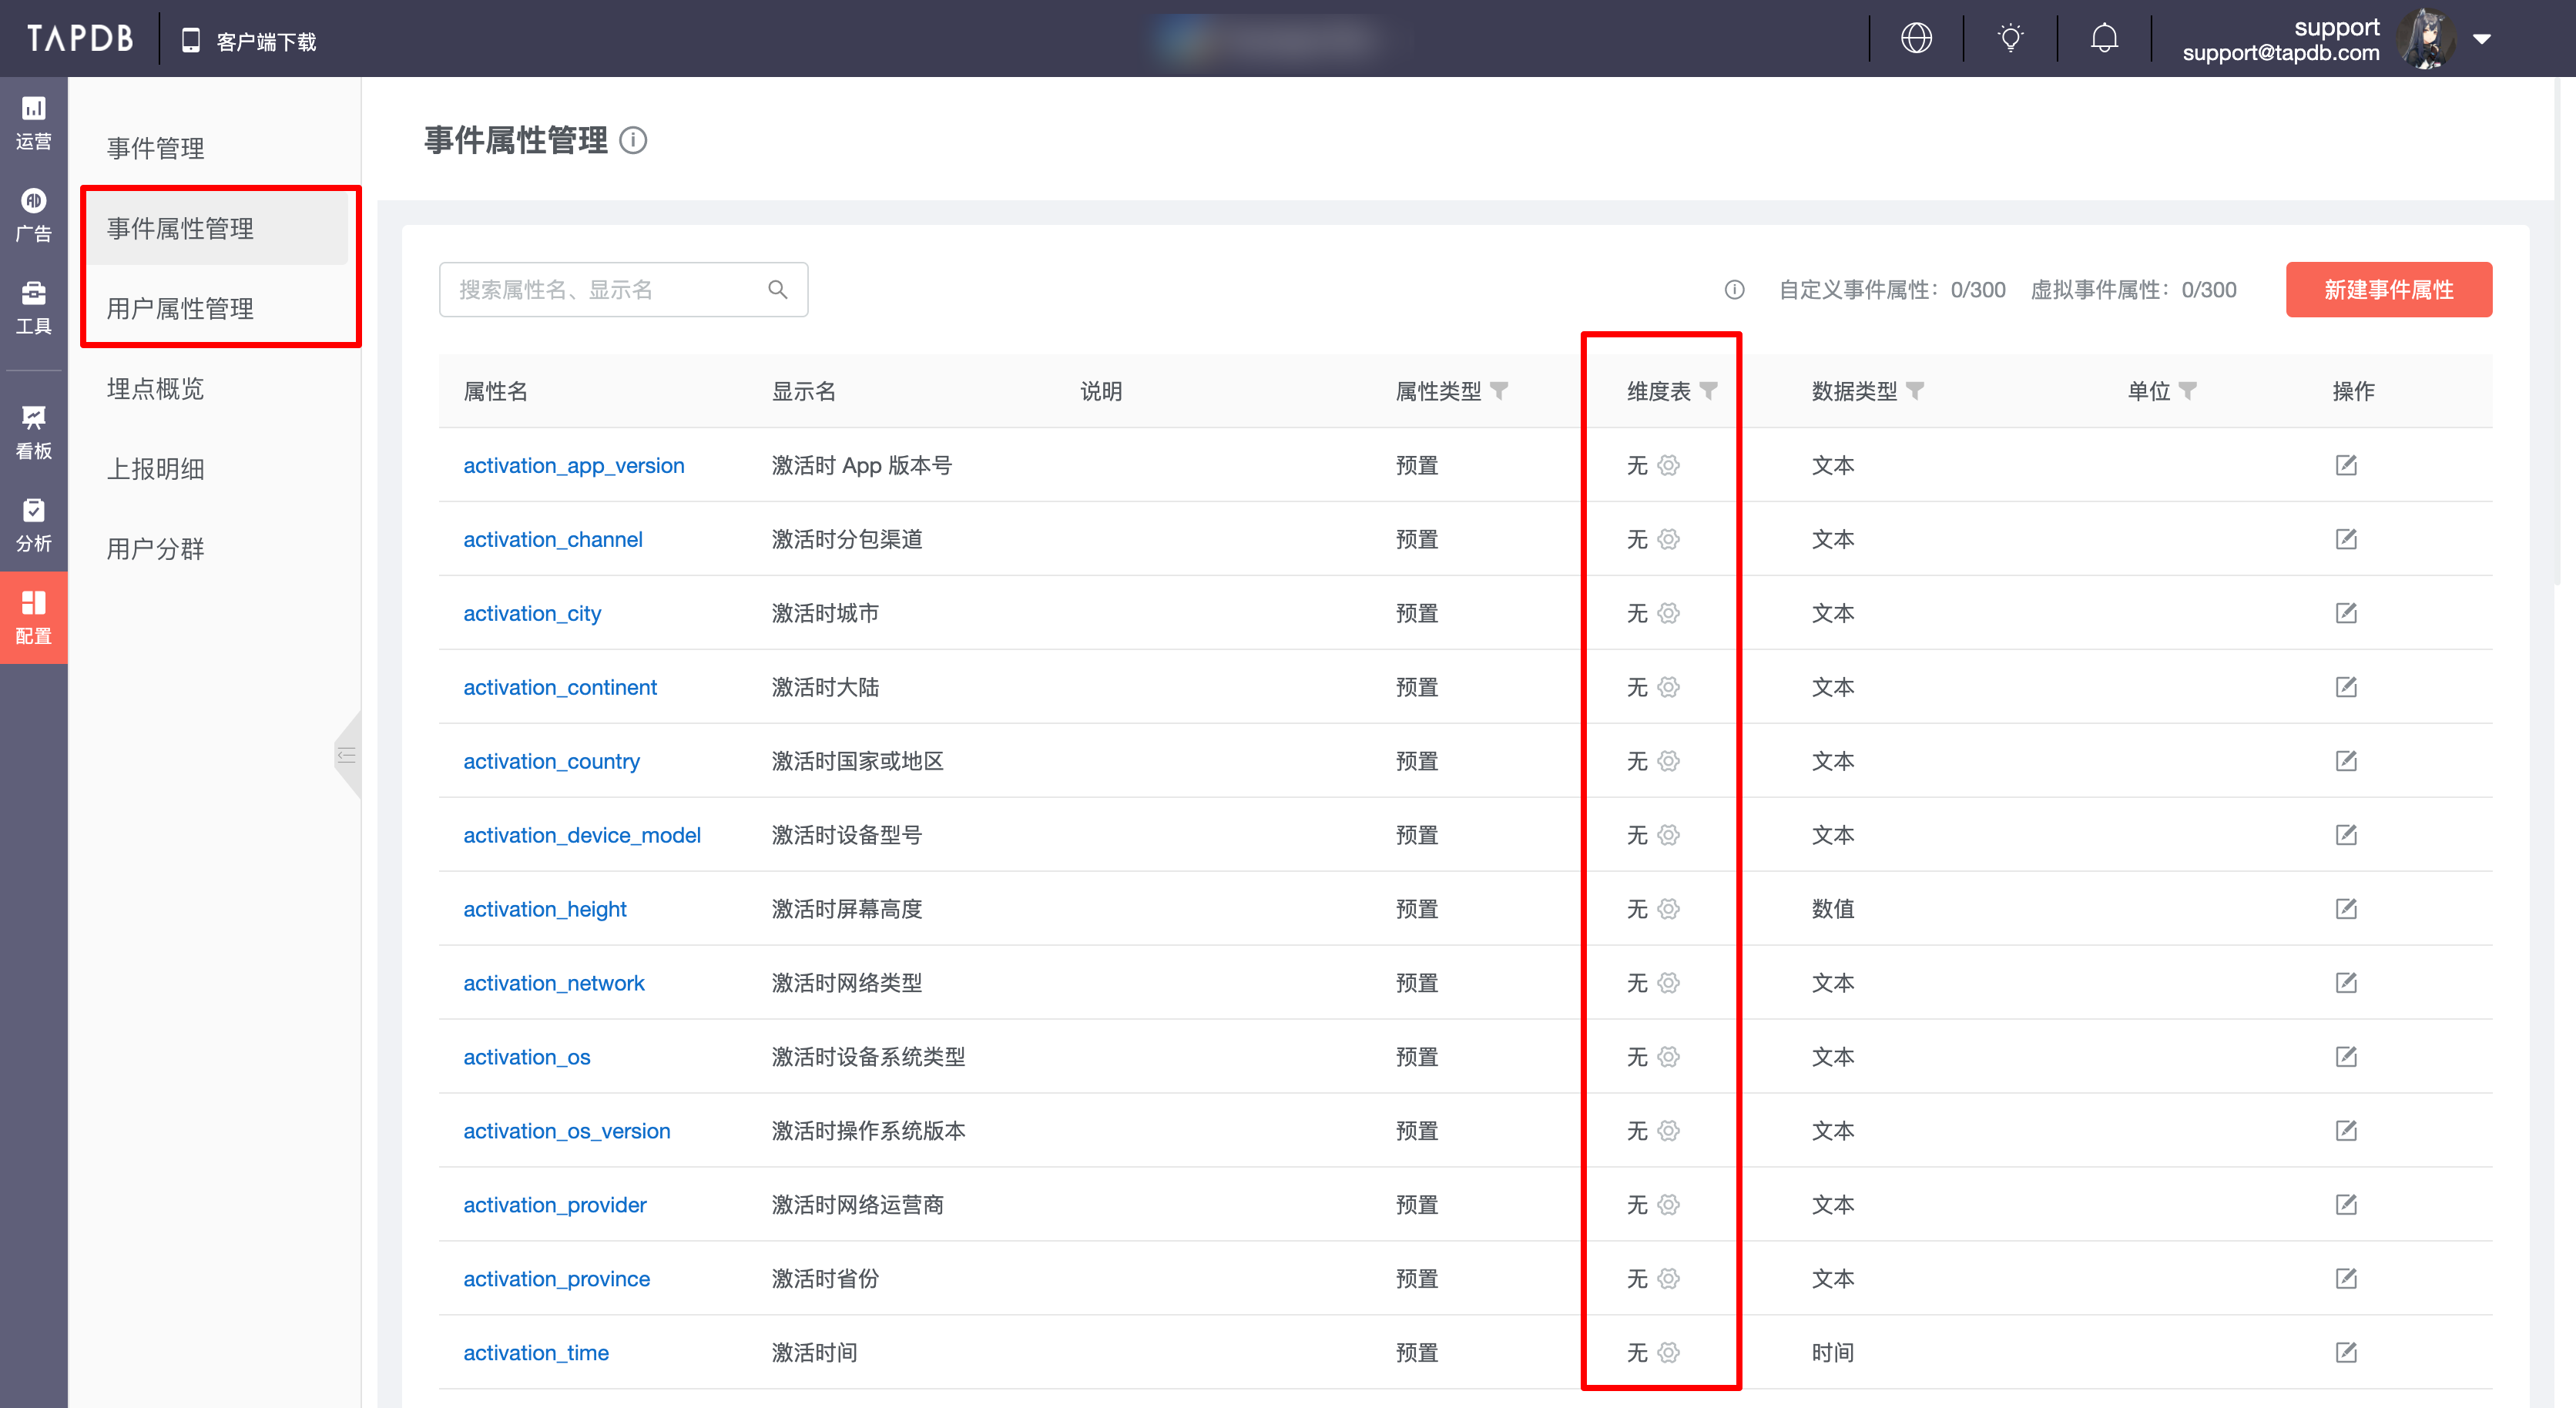 TAPDB
客户端下载
support
support@tapdb.com
运营
广告
工具
看板
分析
配置
事件管理
事件属性管理
用户属性管理
埋点概览
上报明细
用户分群
事件属性管理
搜索属性名、显示名
自定义事件属性：0/300 虚拟事件属性：0/300
新建事件属性
属性名 显示名 说明 属性类型 维度表 数据类型 单位 操作
activation_app_version 激活时 App 版本号 预置 无 文本
activation_channel 激活时分包渠道 预置 无 文本
activation_city 激活时城市 预置 无 文本
activation_continent 激活时大陆 预置 无 文本
activation_country 激活时国家或地区 预置 无 文本
activation_device_model 激活时设备型号 预置 无 文本
activation_height 激活时屏幕高度 预置 无 数值
activation_network 激活时网络类型 预置 无 文本
activation_os 激活时设备系统类型 预置 无 文本
activation_os_version 激活时操作系统版本 预置 无 文本
activation_provider 激活时网络运营商 预置 无 文本
activation_province 激活时省份 预置 无 文本
activation_time 激活时间 预置 无 时间